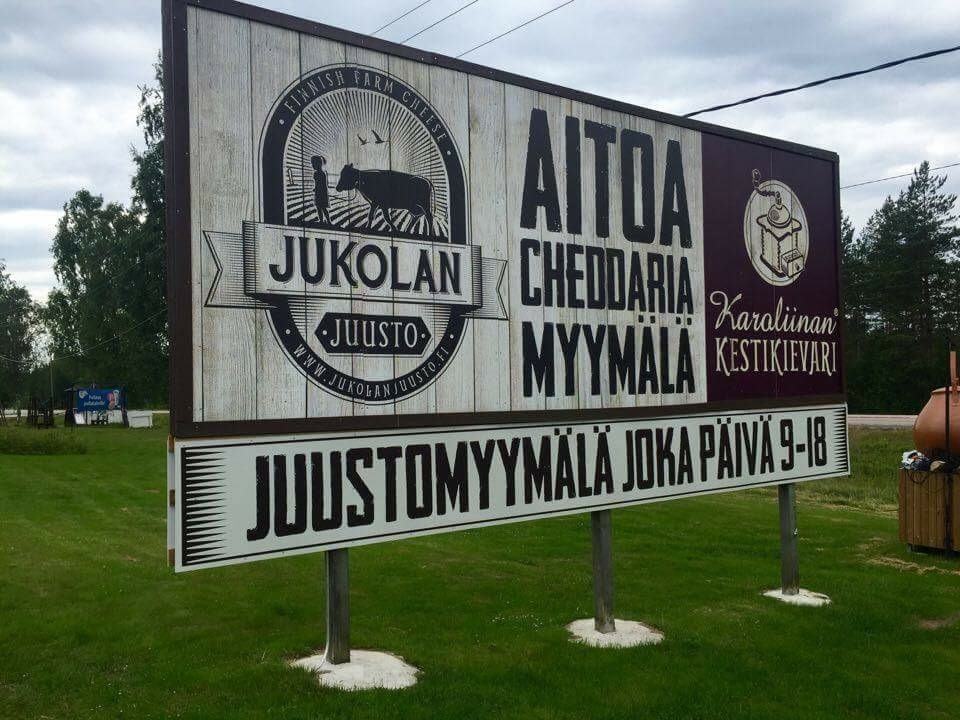 • FINNISH FARM CHEESE •
JUKOLAN
• JUUSTO •
WWW.JUKOLANJUUSTO.FI
AITOA
CHEDDARIA
MYYMÄLÄ
Karoliinan®
KESTIKIEVARI
JUUSTOMYYMÄLÄ JOKA PÄIVÄ 9-18